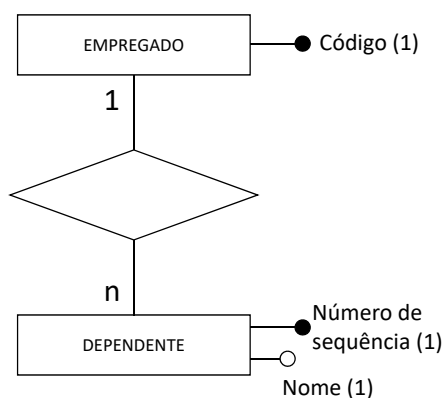 EMPREGADO
Código (1)
1
n
DEPENDENTE
Número de
sequência (1)
Nome (1)